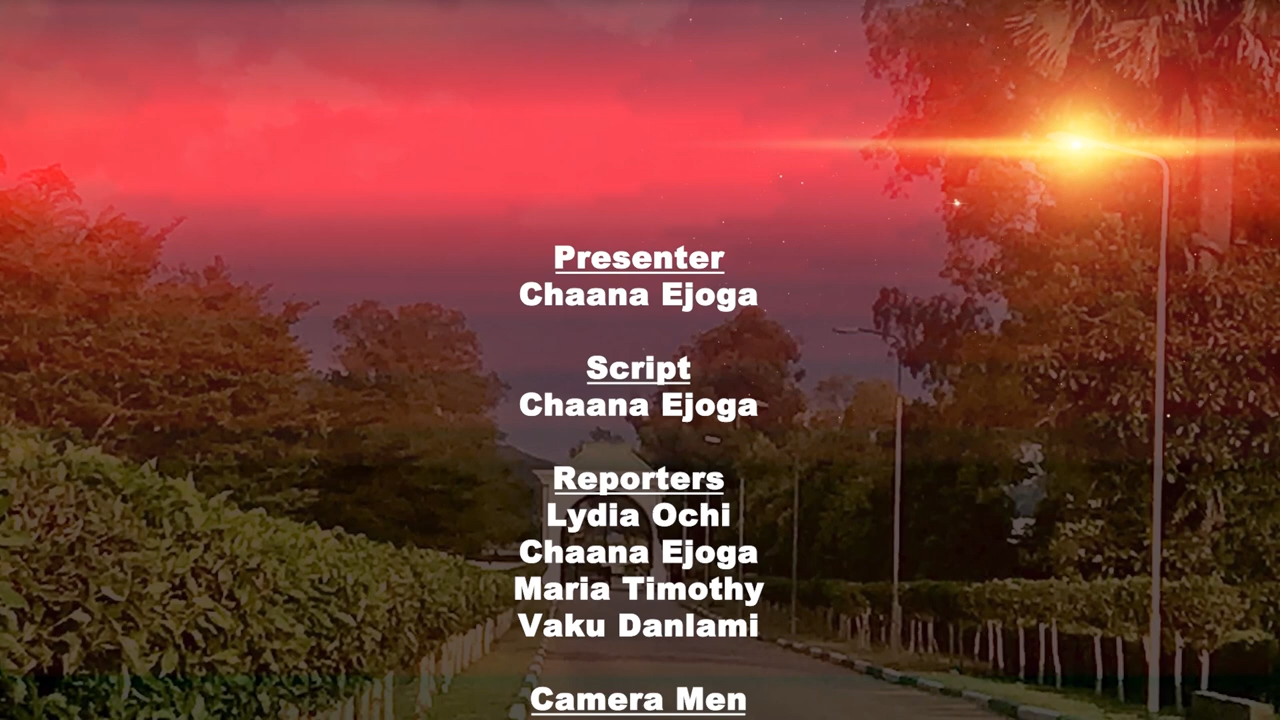 Presenter
Chaana Ejoga
Script
Chaana Ejoga
Reporters
Lydia Ochi
Chaana Ejoga
Maria Timothy
Vaku Danlami
Camera Men